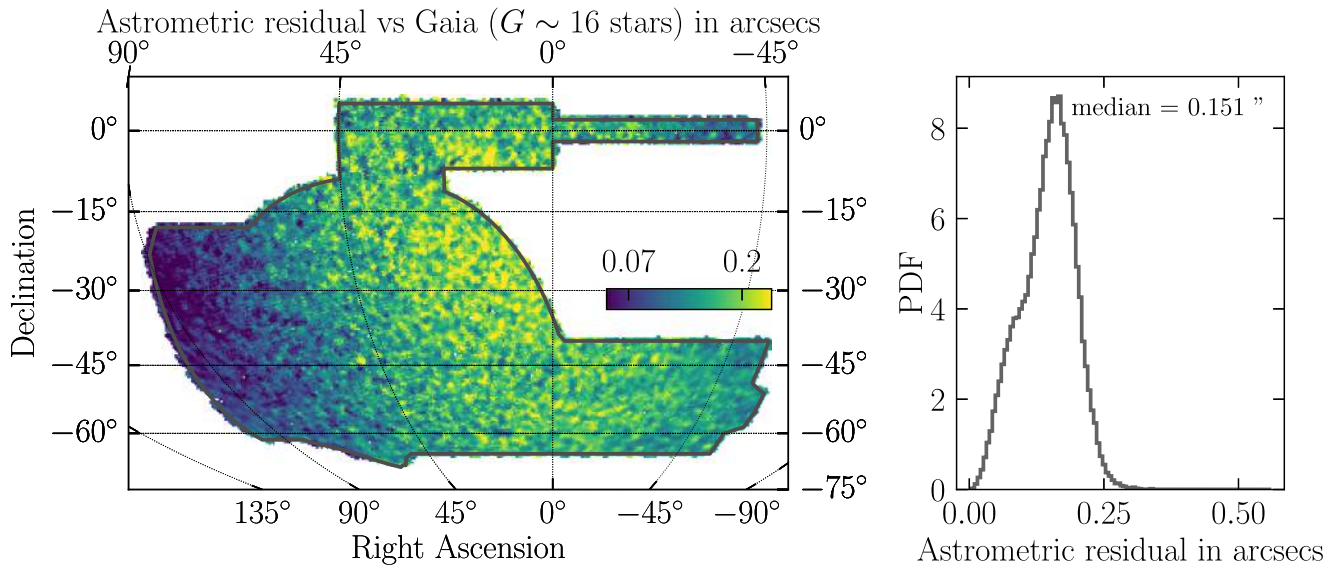 Astrometric residual vs Gaia (G ∼ 16 stars) in arcsecs
90° 45° 0° −45°
0° 0°
−15° −15°
−30° −30°
−45° −45°
−60° −60°
−75°
Declination
0.07 0.2
135° 90° 45° 0° −45° −90°
Right Ascension
median = 0.151 ”
PDF
8
6
4
2
0
0.00 0.25 0.50
Astrometric residual in arcsecs